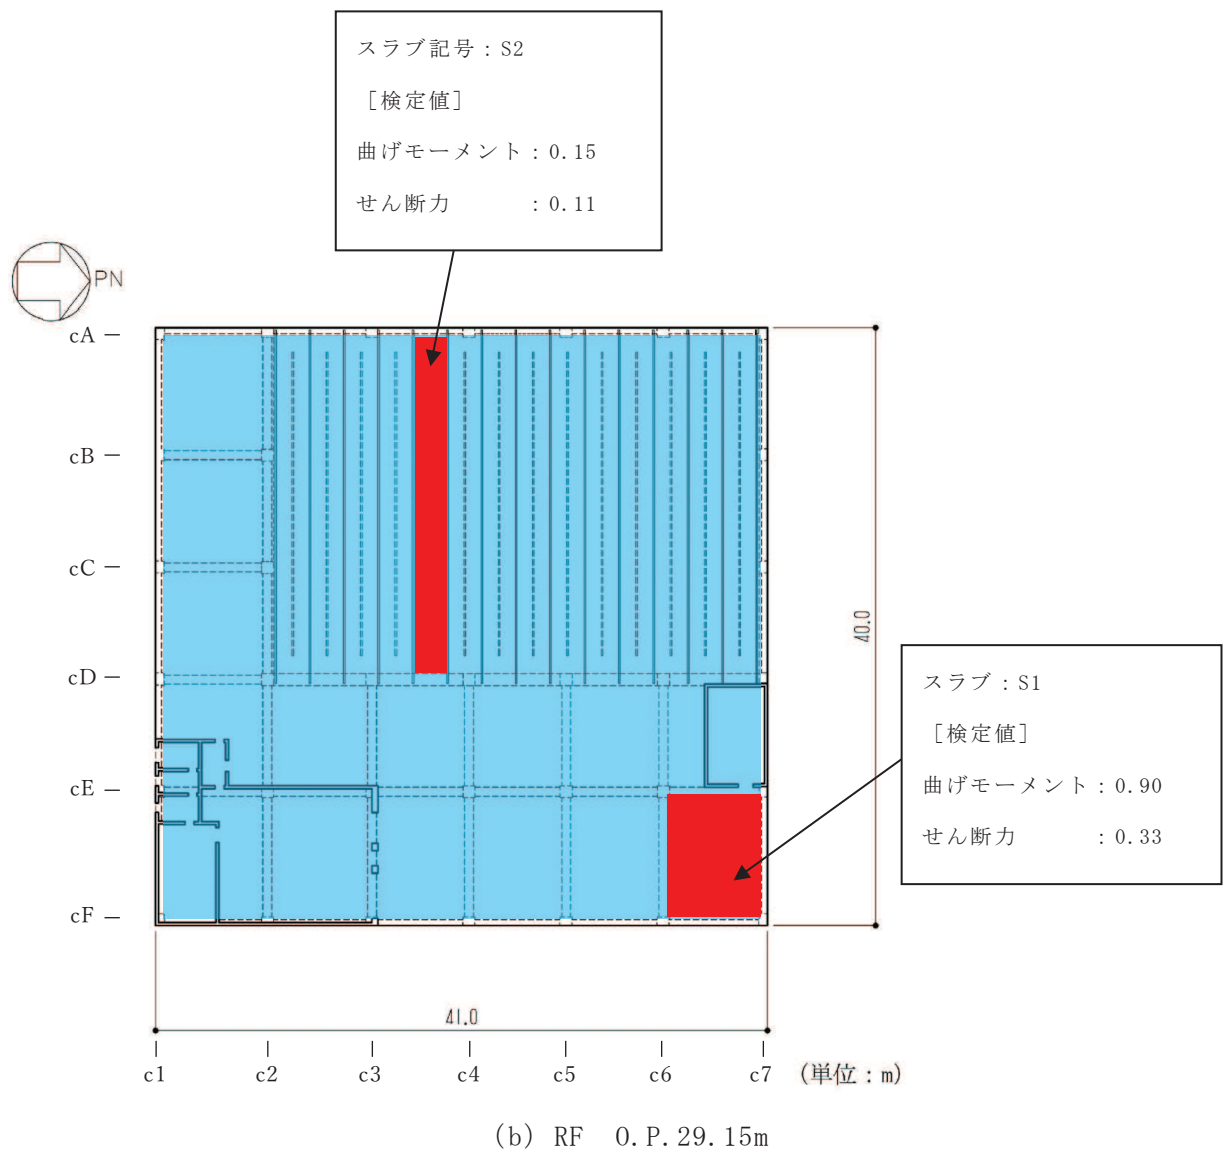 スラブ記号：S2
［検定値］
曲げモーメント：0.15
せん断力　　　：0.11
PN
cA
cB
cC
cD
cE
cF
40.0
スラブ：S1
［検定値］
曲げモーメント：0.90
せん断力　　　：0.33
41.0
c1 c2 c3 c4 c5 c6 c7 (単位：m)
(b) RF　O.P.29.15m